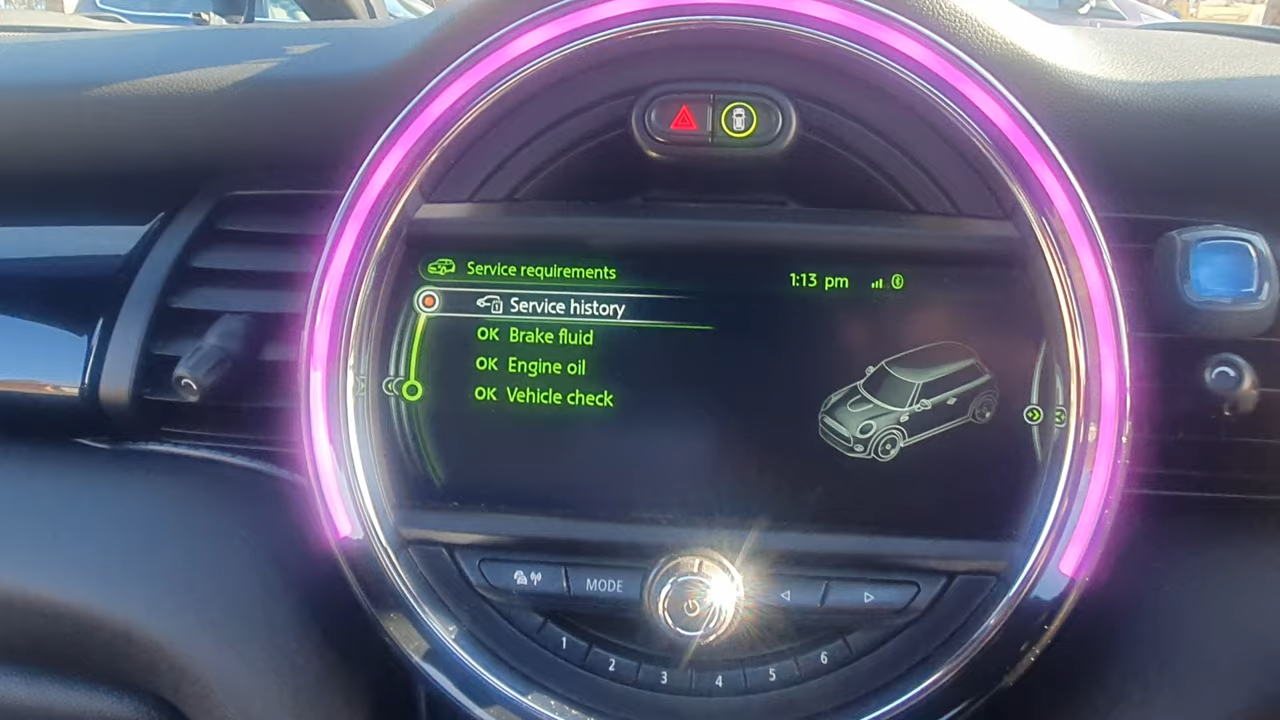 Service requirements
1:13 pm
Service history
OK Brake fluid
OK Engine oil
OK Vehicle check
MODE
1
2
3
4
5
6